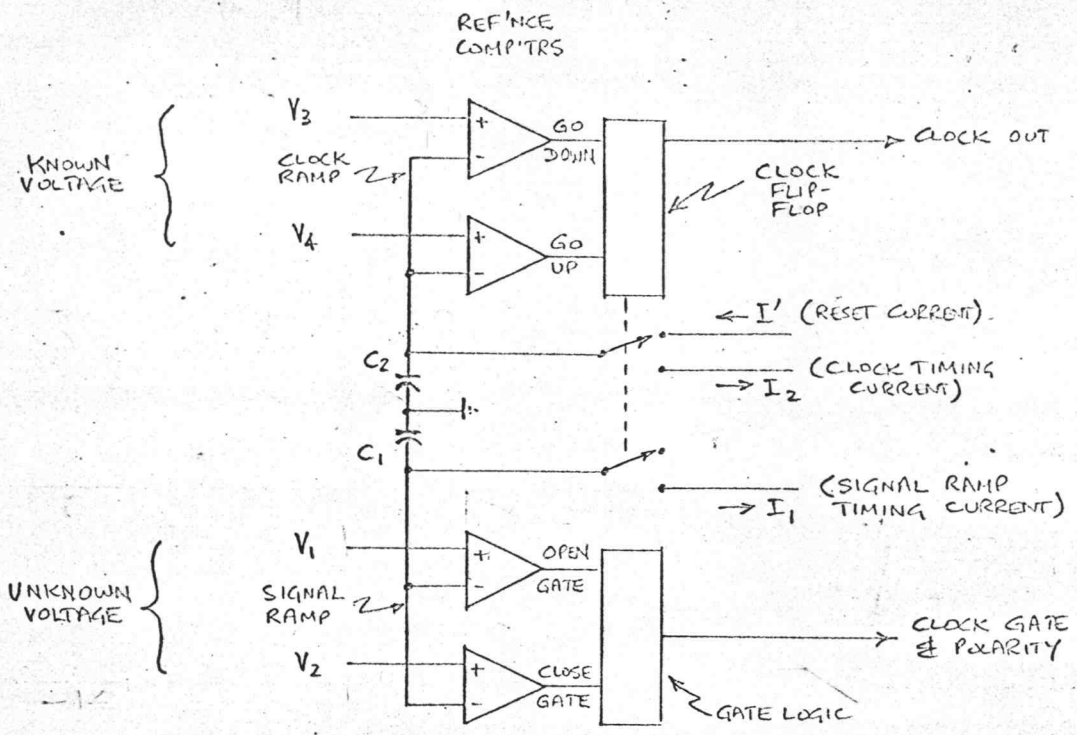 REF'NCE
COMP'TRS
V3
+
GO
DOWN
CLOCK OUT
KNOWN
VOLTAGE
CLOCK
RAMP
-
CLOCK
FLIP-
FLOP
V4
+
GO
UP
-
← I' (RESET CURRENT)
C2
(CLOCK TIMING
CURRENT)
→ I2
C1
(SIGNAL RAMP
TIMING CURRENT)
→ I1
V1
+
OPEN
GATE
-
UNKNOWN
VOLTAGE
SIGNAL
RAMP
CLOCK GATE
& POLARITY
V2
+
CLOSE
GATE
-
GATE LOGIC